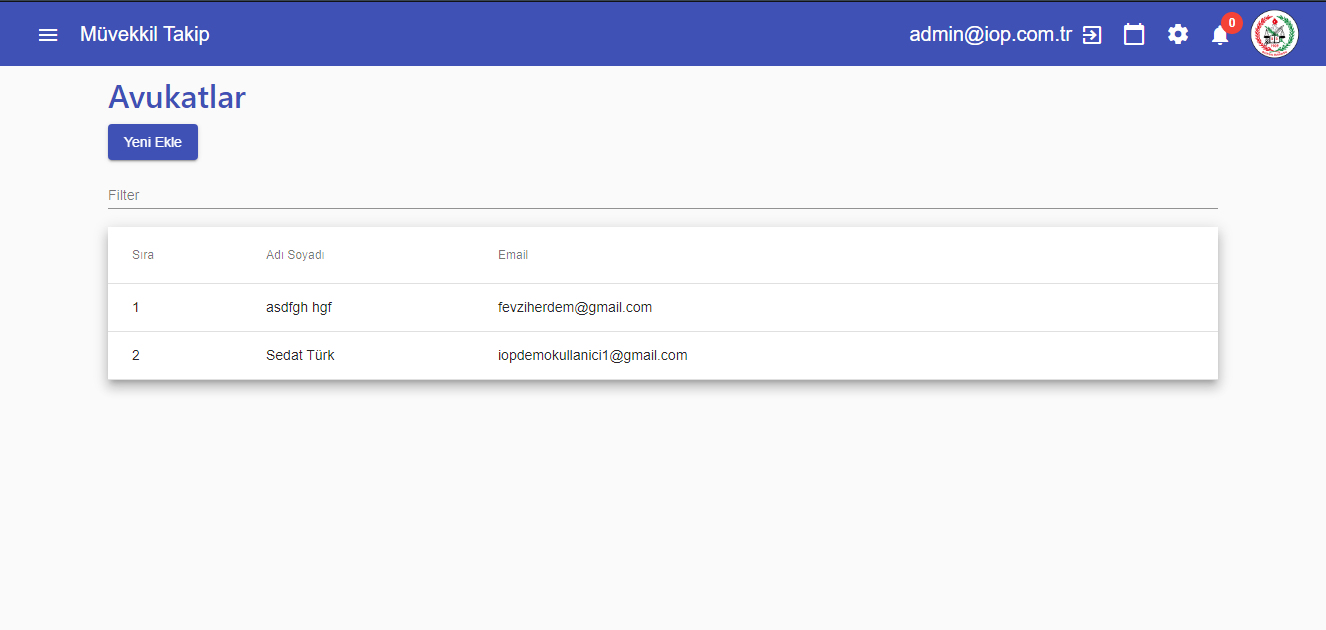 Müvekkil Takip admin@iop.com.tr 0
Avukatlar
Yeni Ekle
Filter
Sıra Adı Soyadı Email
1 asdfgh hgf fevziherdem@gmail.com
2 Sedat Türk iopdemokullanici1@gmail.com